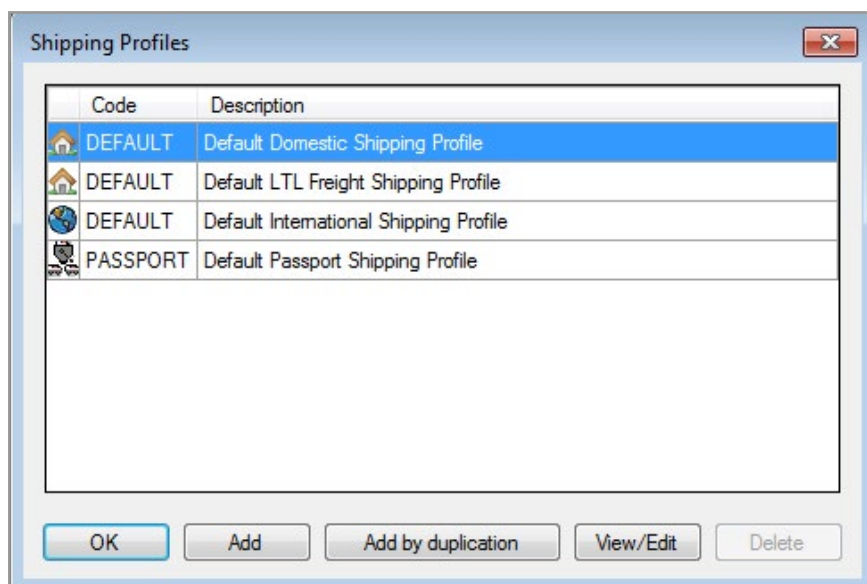 Shipping Profiles
Code Description
DEFAULT Default Domestic Shipping Profile
DEFAULT Default LTL Freight Shipping Profile
DEFAULT Default International Shipping Profile
PASSPORT Default Passport Shipping Profile
OK Add Add by duplication View/Edit Delete